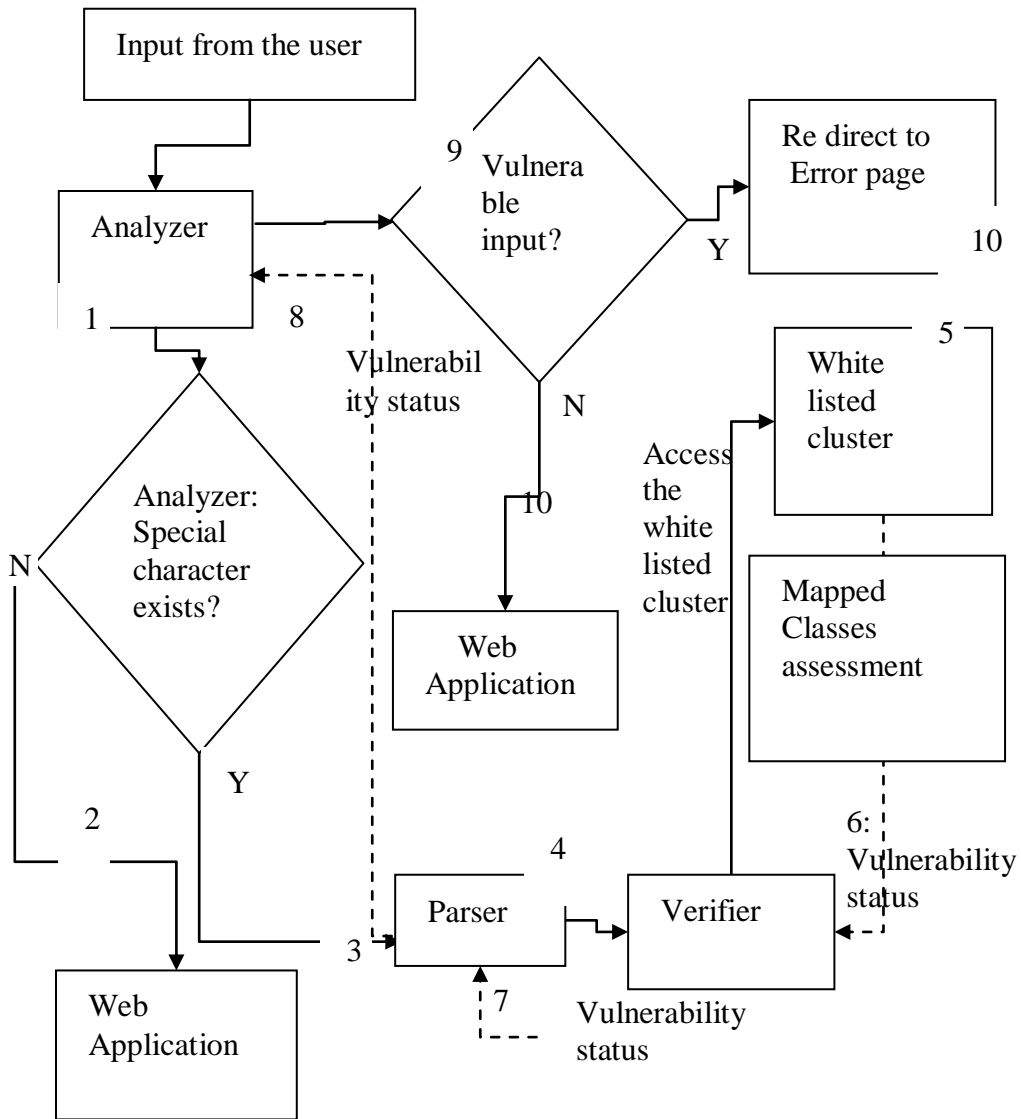 Input from the user
Analyzer
1
8
9
Vulnera
ble
input?
Y
Re direct to
Error page
10
Vulnerabil
ity status
N
10
5
White
listed
cluster
Access
the
white
listed
cluster
Analyzer:
Special
character
exists?
N
Y
2
Web
Application
Mapped
Classes
assessment
6:
Vulnerability
status
3
Parser
4
Verifier
7
Vulnerability
status
Web
Application